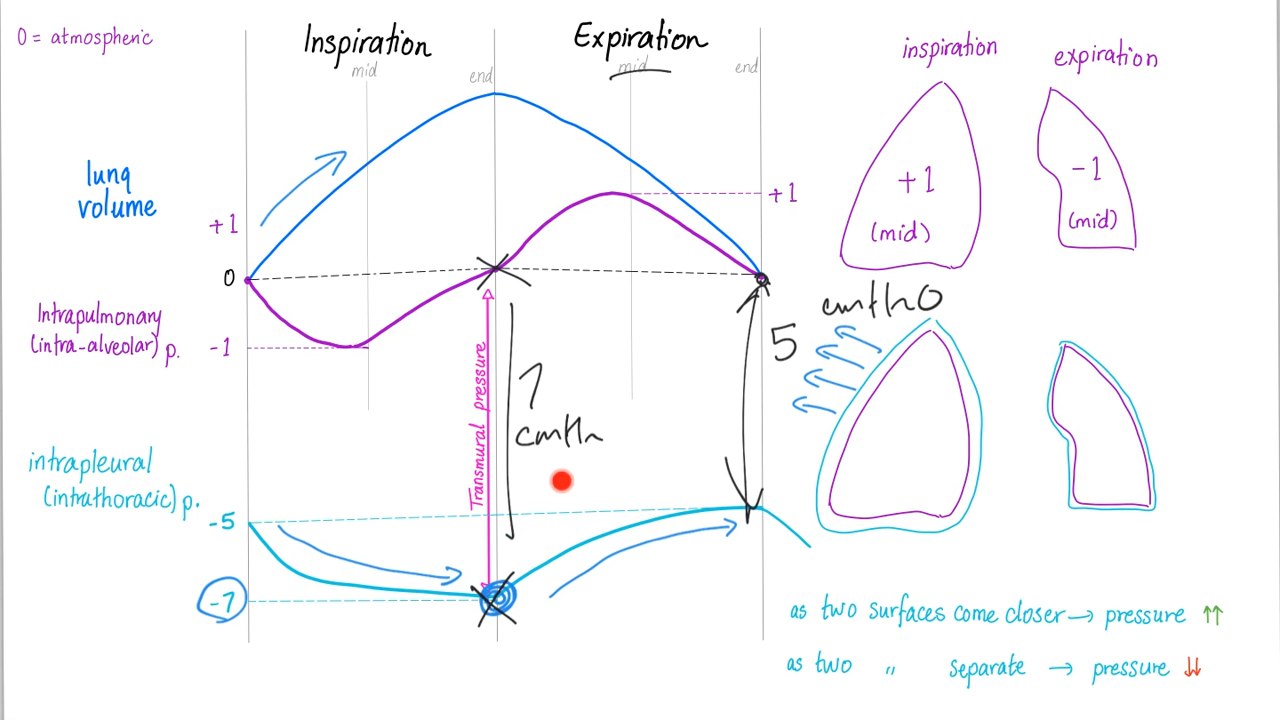 0 = atmospheric
Inspiration
Expiration
mid
end
mid
end
inspiration
expiration
lung
volume
+1
0
Intrapulmonary
(intra-alveolar) p.
-1
+1
+1
(mid)
-1
(mid)
Transmural pressure
7
5
intrapleural
(intrathoracic) p.
-5
-7
as two surfaces come closer → pressure ↑↑
as two " separate → pressure ↓↓